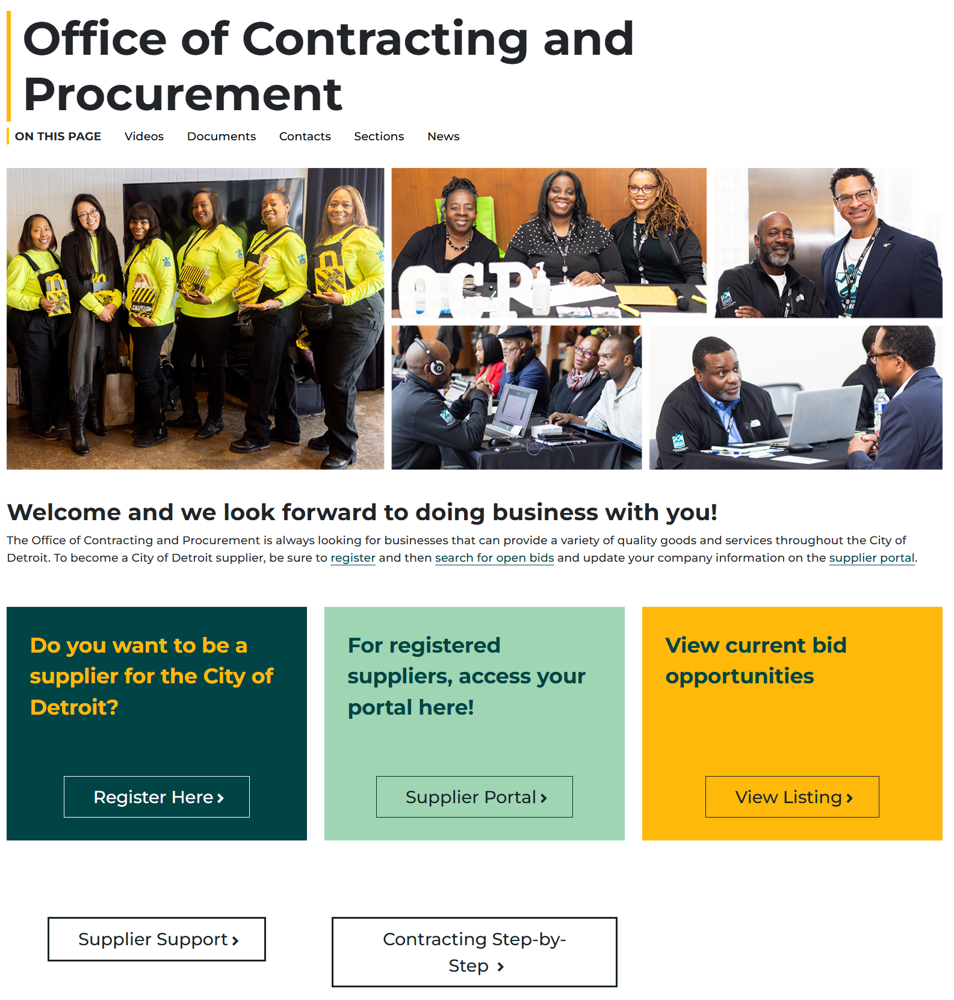 Office of Contracting and
Procurement
ON THIS PAGE Videos Documents Contacts Sections News
OCP
CAUTION
Welcome and we look forward to doing business with you!
The Office of Contracting and Procurement is always looking for businesses that can provide a variety of quality goods and services throughout the City of
Detroit. To become a City of Detroit supplier, be sure to register and then search for open bids and update your company information on the supplier portal.
Do you want to be a
supplier for the City of
Detroit?
For registered
suppliers, access your
portal here!
View current bid
opportunities
Register Here
Supplier Portal
View Listing
Supplier Support
Contracting Step-by-
Step